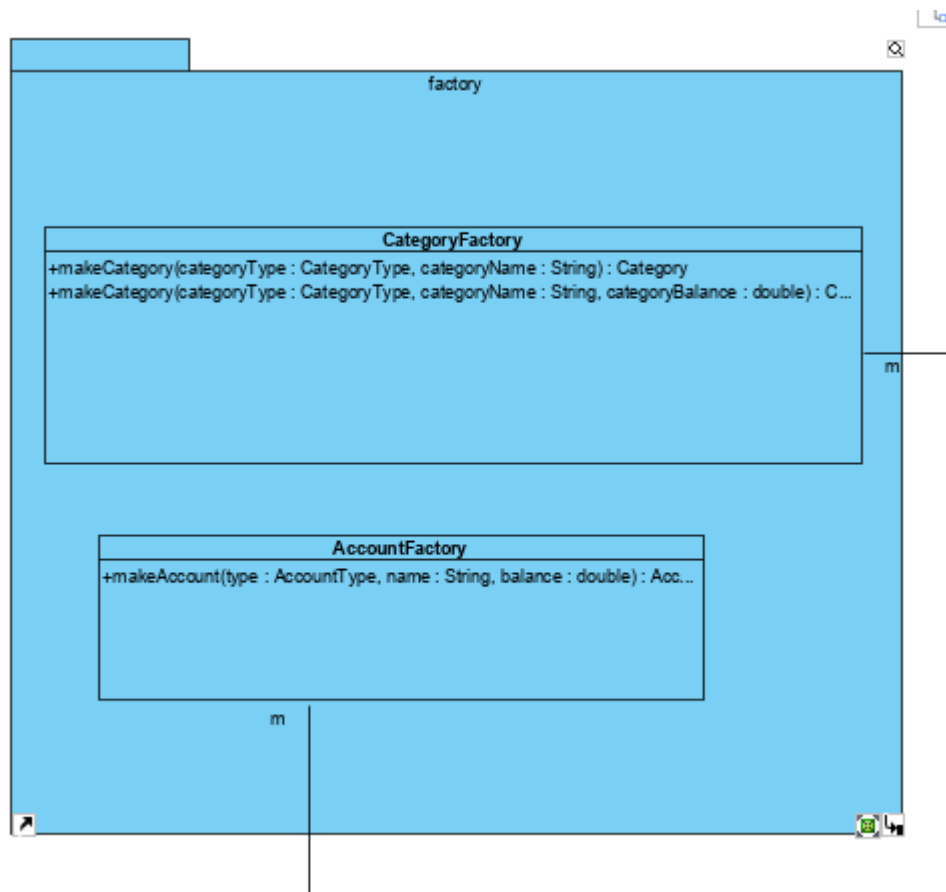 factory
CategoryFactory
+makeCategory(categoryType : CategoryType, categoryName : String) : Category
+makeCategory(categoryType : CategoryType, categoryName : String, categoryBalance : double) : C...
m
AccountFactory
+makeAccount(type : AccountType, name : String, balance : double) : Acc...
m